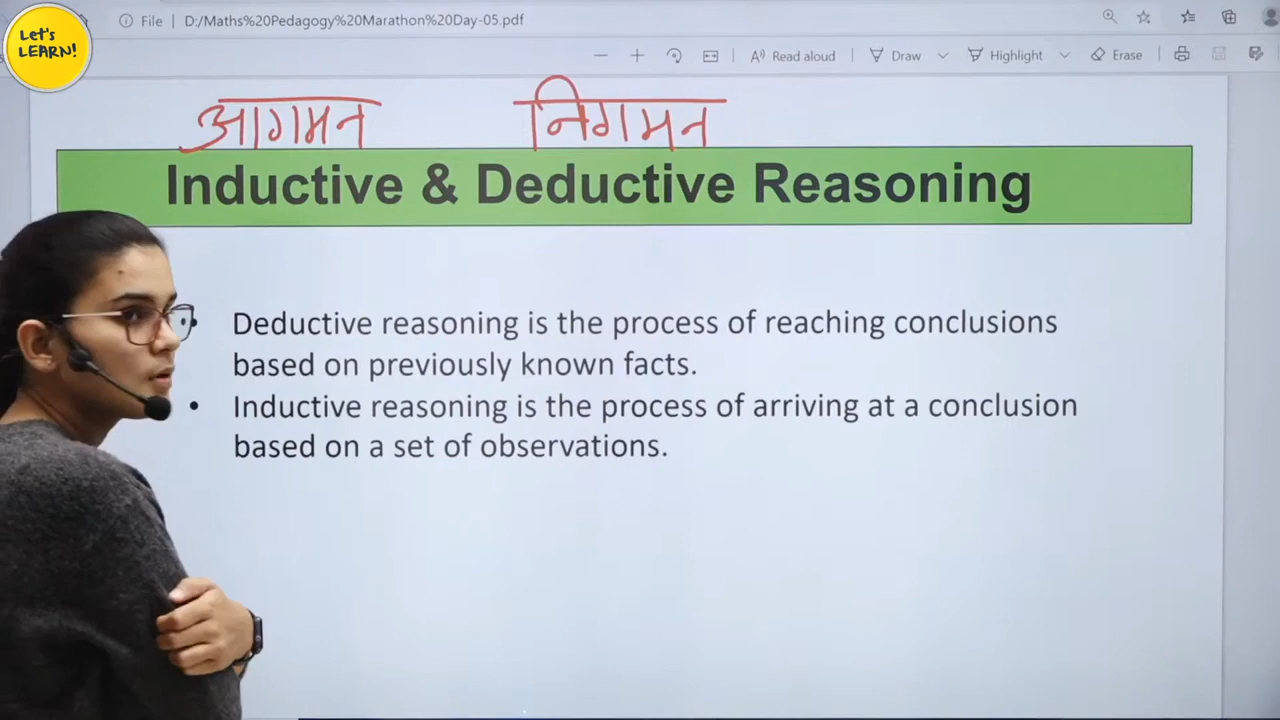 Let's
LEARN!
File | D:/Maths%20Pedagogy%20Marathon%20Day-05.pdf
Read aloud
Draw
Highlight
Erase
आगमन निगमन
Inductive & Deductive Reasoning
• Deductive reasoning is the process of reaching conclusions
based on previously known facts.
• Inductive reasoning is the process of arriving at a conclusion
based on a set of observations.